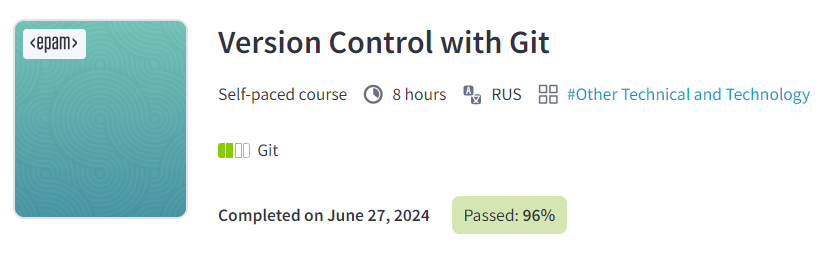 <epam>
Version Control with Git
Self-paced course 8 hours RUS #Other Technical and Technology
Git
Completed on June 27, 2024 Passed: 96%